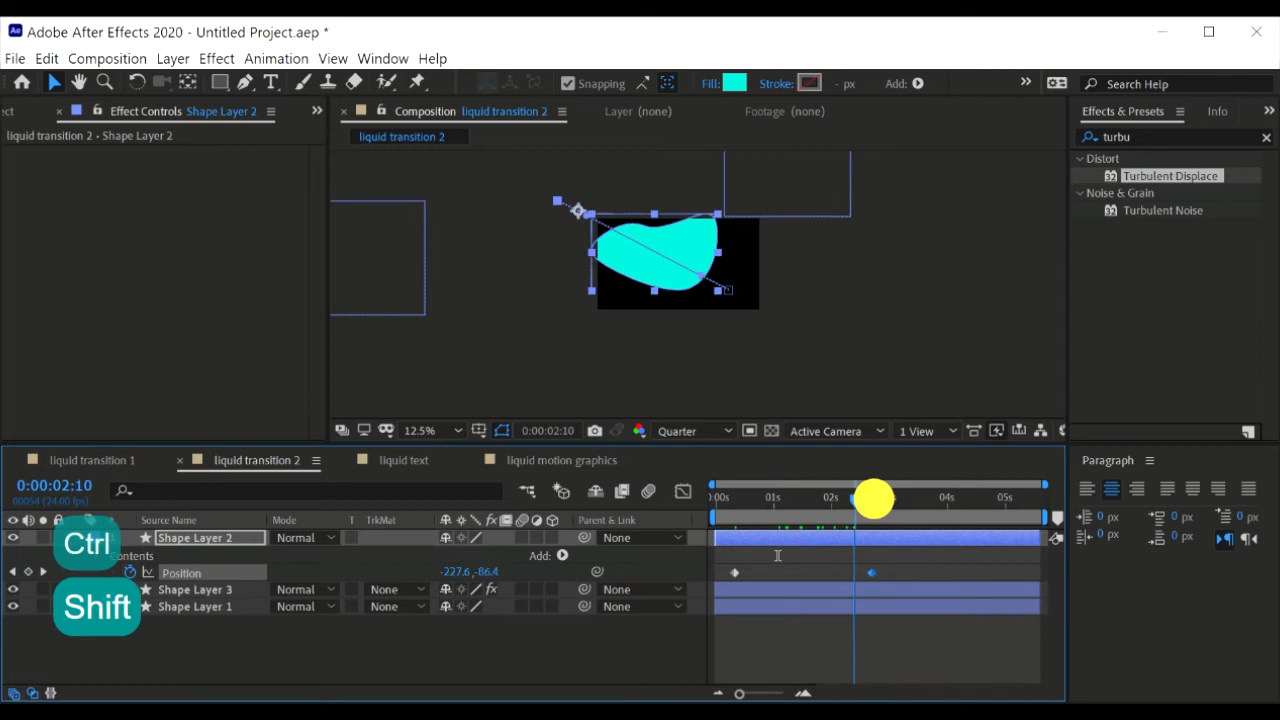 Adobe After Effects 2020 - Untitled Project.aep *
File Edit Composition Layer Effect Animation View Window Help
Snapping Fill: Stroke: - px Add: Search Help
ct Effect Controls Shape Layer 2 Composition liquid transition 2 Layer (none) Footage (none) Effects & Presets Info
liquid transition 2 • Shape Layer 2 liquid transition 2 turbu
Distort
32 Turbulent Displace
Noise & Grain
32 Turbulent Noise
12.5% 0:00:02:10 Quarter Active Camera 1 View
liquid transition 1 liquid transition 2 liquid text liquid motion graphics Paragraph
0:00:02:10
00054 (24.00 fps)
:00s 01s 02s 04s 05s
Source Name Mode T TrkMat Parent & Link
Shape Layer 2 Normal None
Contents Add:
Position -227.6,-86.4
Shape Layer 3 Normal None fx None
Shape Layer 1 Normal None None
0 px 0 px 0 px
0 px 0 px
Ctrl
Shift